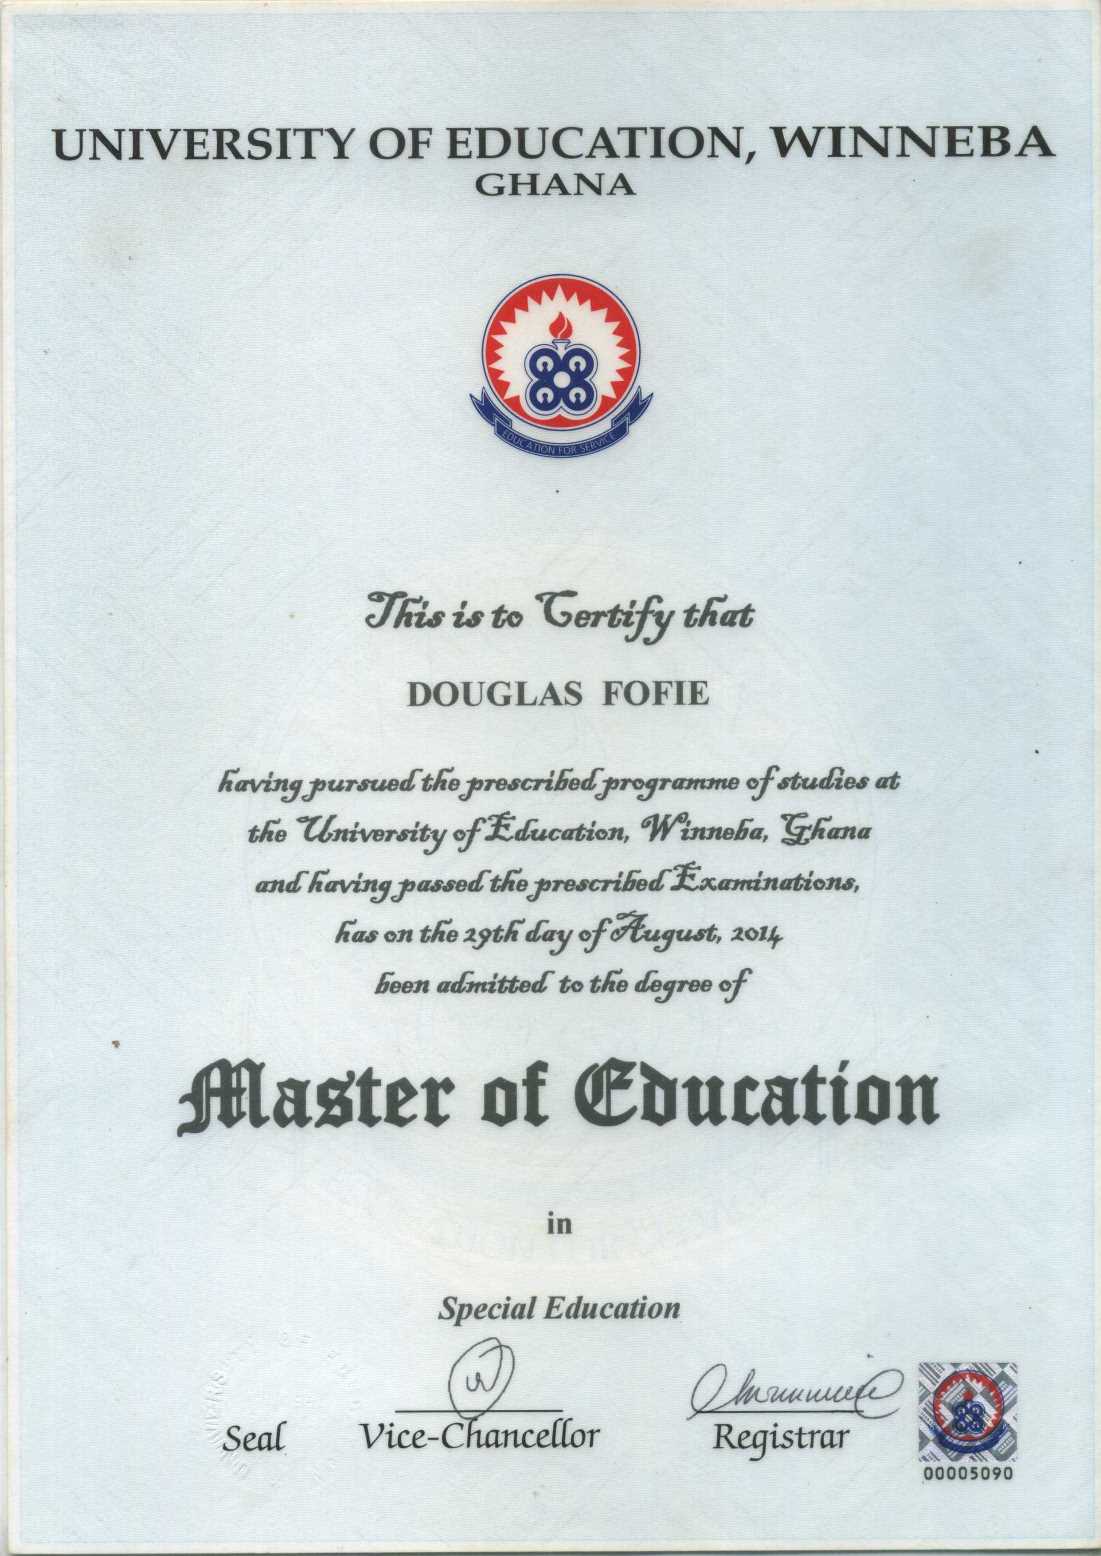 UNIVERSITY OF EDUCATION, WINNEBA
GHANA
EDUCATION FOR SERVICE
This is to Certify that
DOUGLAS FOFIE
having pursued the prescribed programme of studies at
the University of Education, Winneba, Ghana
and having passed the prescribed Examinations,
has on the 29th day of August, 2014
been admitted to the degree of
Master of Education
in
Special Education
Seal
Vice-Chancellor
Registrar
00005090